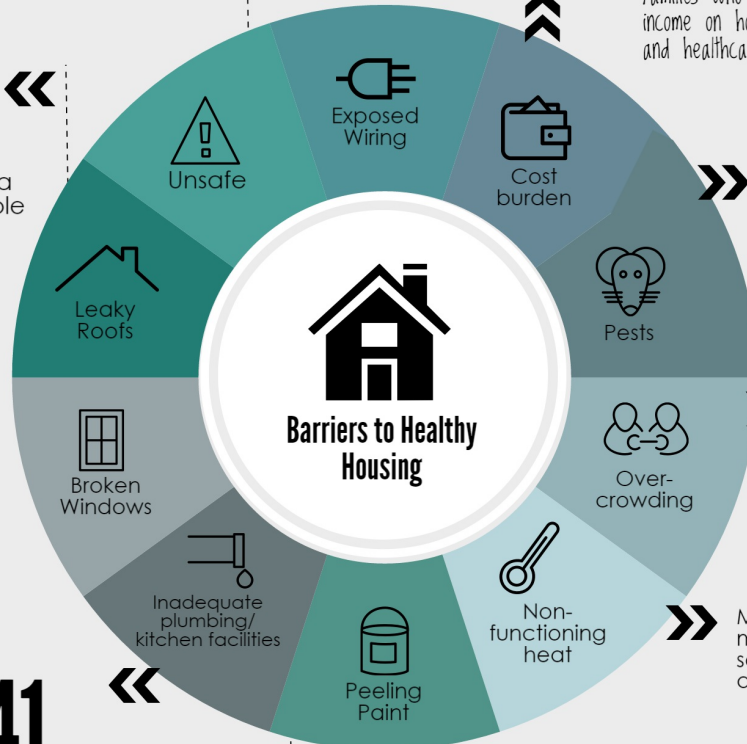 income on
and
Exposed
Wiring
Cost
burden
Unsafe
Pests
Leaky
Roofs
Barriers to Healthy
Housing
Broken
Windows
Over-
crowding
Inadequate
plumbing/
kitchen facilities
Non-
functioning
heat
Peeling
Paint
41